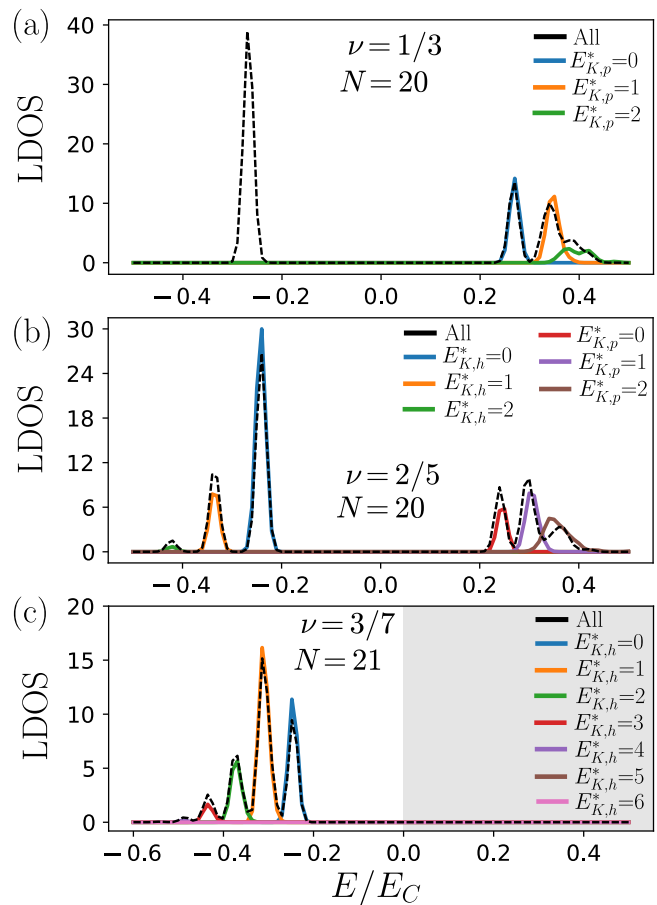 (a)
LDOS
40
30
20
10
0
ν = 1/3
N = 20
All
E*K,p=0
E*K,p=1
E*K,p=2
−0.4 −0.2 0.0 0.2 0.4
(b)
LDOS
30
24
18
12
6
0
All
E*K,h=0
E*K,h=1
E*K,h=2
E*K,p=0
E*K,p=1
E*K,p=2
ν = 2/5
N = 20
−0.4 −0.2 0.0 0.2 0.4
(c)
LDOS
20
15
10
5
0
ν = 3/7
N = 21
All
E*K,h=0
E*K,h=1
E*K,h=2
E*K,h=3
E*K,h=4
E*K,h=5
E*K,h=6
−0.6 −0.4 −0.2 0.0 0.2 0.4
E/EC